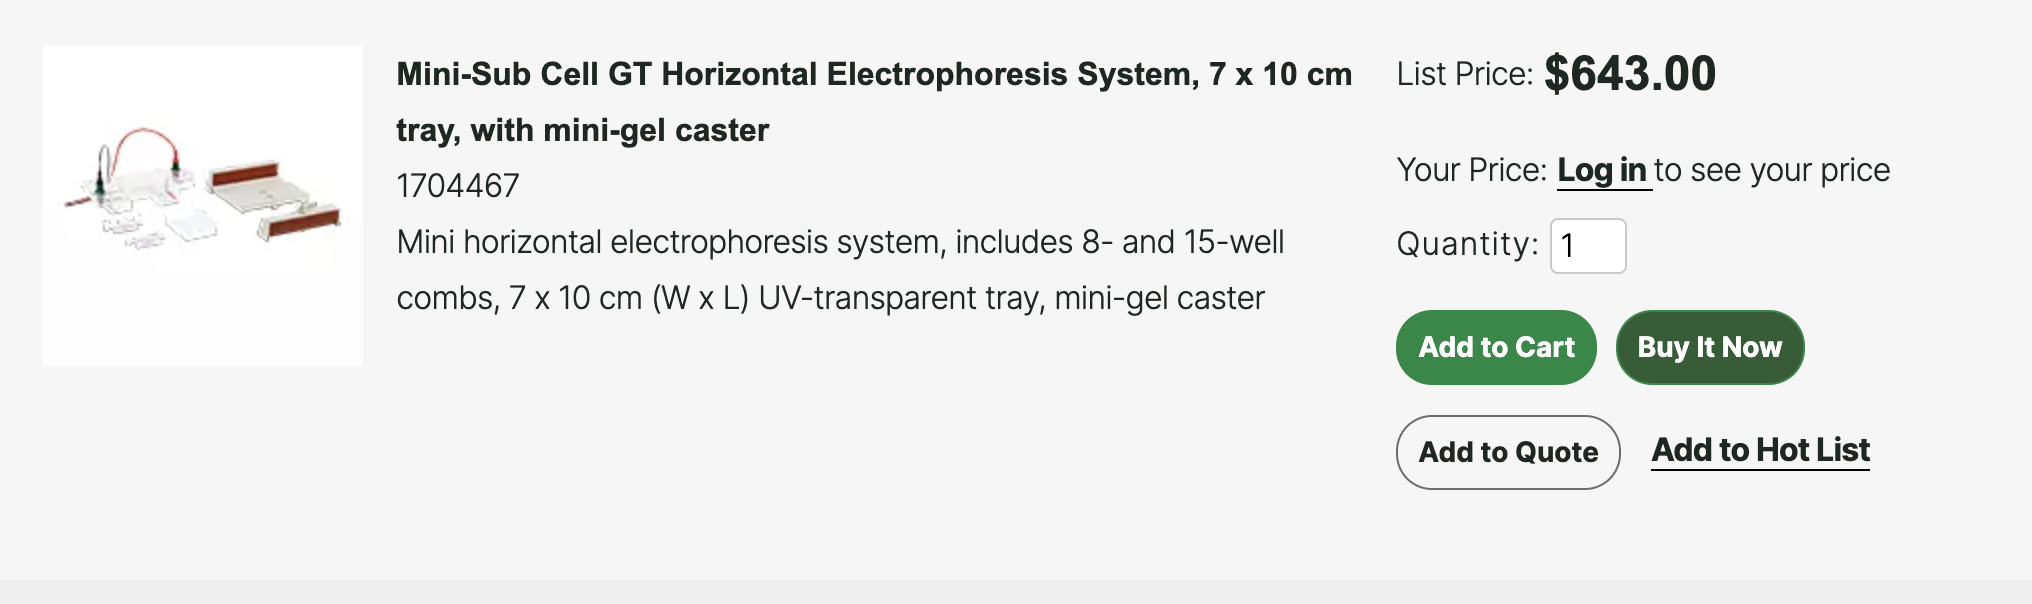 Mini-Sub Cell GT Horizontal Electrophoresis System, 7 x 10 cm
tray, with mini-gel caster
1704467
Mini horizontal electrophoresis system, includes 8- and 15-well
combs, 7 x 10 cm (W x L) UV-transparent tray, mini-gel caster
List Price: $643.00
Your Price: Log in to see your price
Quantity: 1
Add to Cart Buy It Now
Add to Quote Add to Hot List